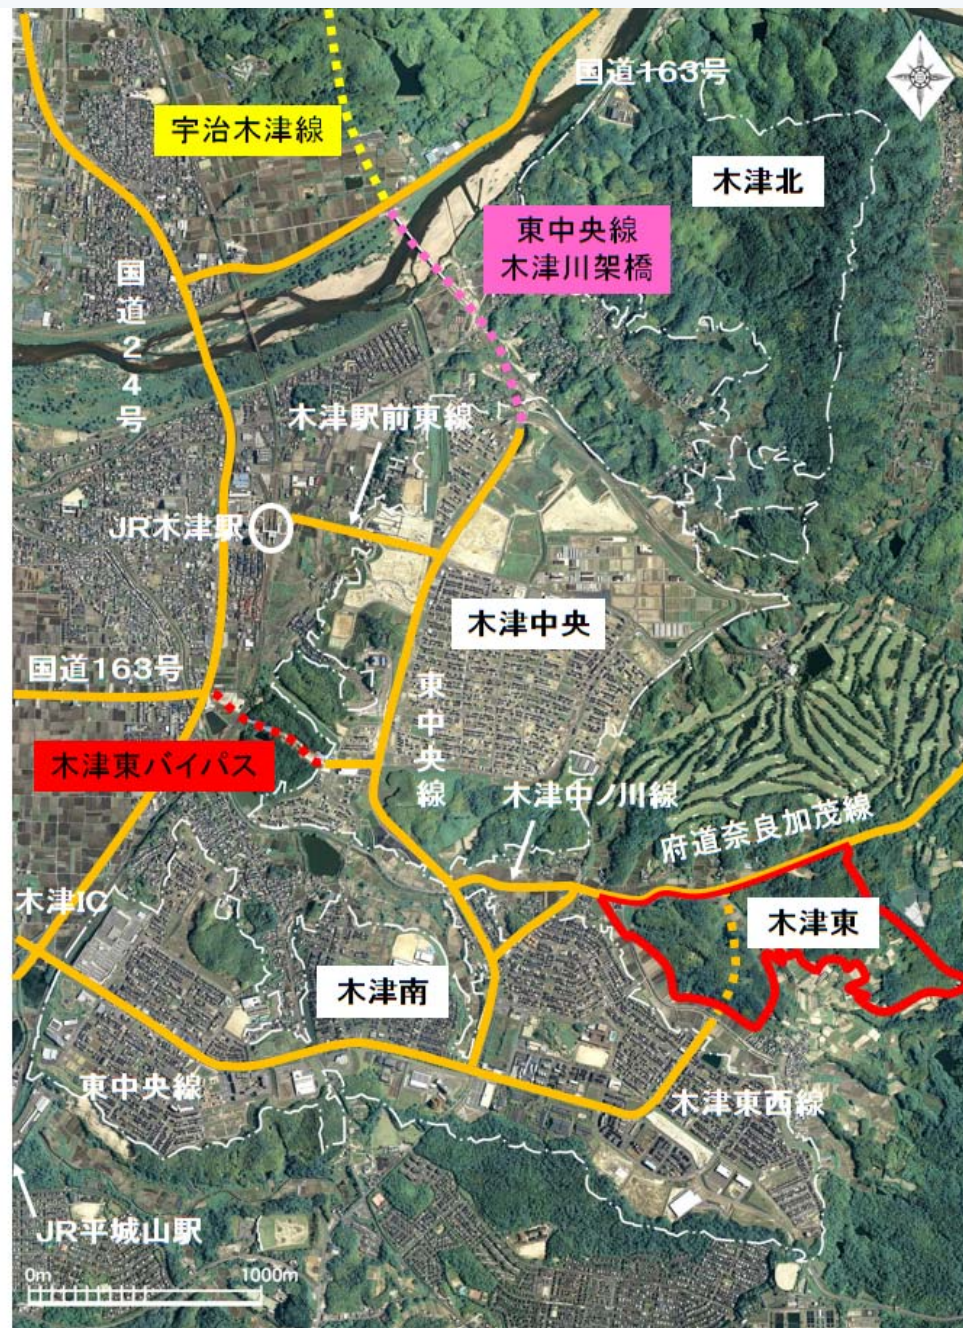 国道163号
宇治木津線
木津北
東中央線
木津川架橋
国道24号
木津駅前東線
JR木津駅
木津中央
国道163号
東中央線
木津東バイパス
木津中ノ川線
府道奈良加茂線
木津IC
木津東
木津南
東中央線
木津東西線
JR平城山駅
0m 1000m